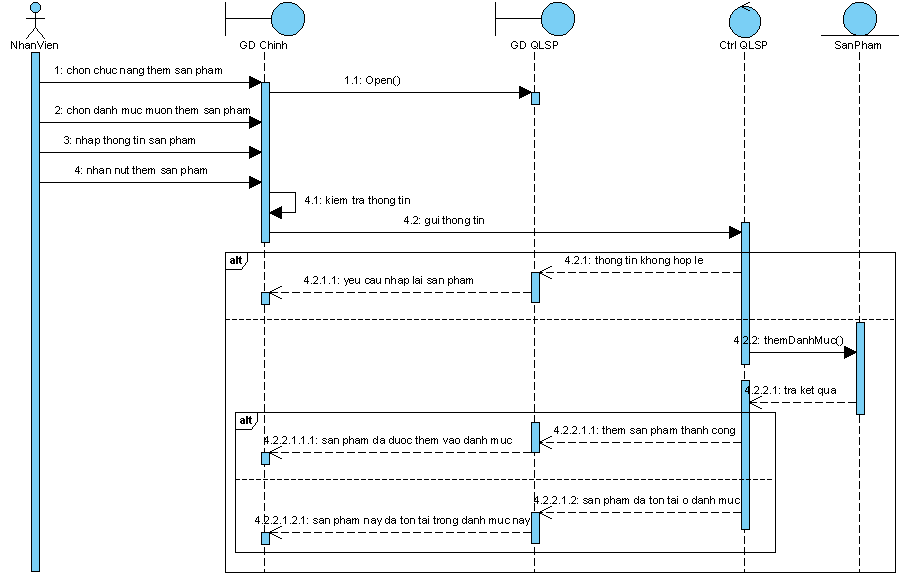 NhanVien
GD Chinh
GD QLSP
Ctrl QLSP
SanPham
1: chon chuc nang them san pham
1.1: Open()
2: chon danh muc muon them san pham
3: nhap thong tin san pham
4: nhan nut them san pham
4.1: kiem tra thong tin
4.2: gui thong tin
alt
4.2.1: thong tin khong hop le
4.2.1.1: yeu cau nhap lai san pham
4.2.2: themDanhMuc()
4.2.2.1: tra ket qua
alt
4.2.2.1.1: them san pham thanh cong
4.2.2.1.1.1: san pham da duoc them vao danh muc
4.2.2.1.2: san pham da ton tai o danh muc
4.2.2.1.2.1: san pham nay da ton tai trong danh muc nay